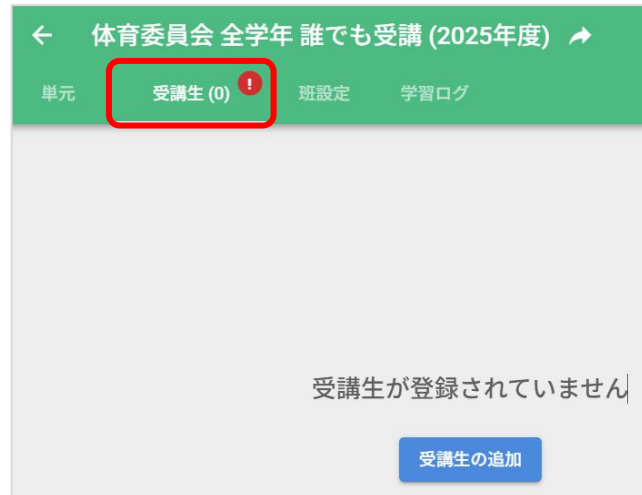 体育委員会 全学年 誰でも受講 (2025年度)
単元 受講生 (0) ! 班設定 学習ログ
受講生が登録されていません
受講生の追加